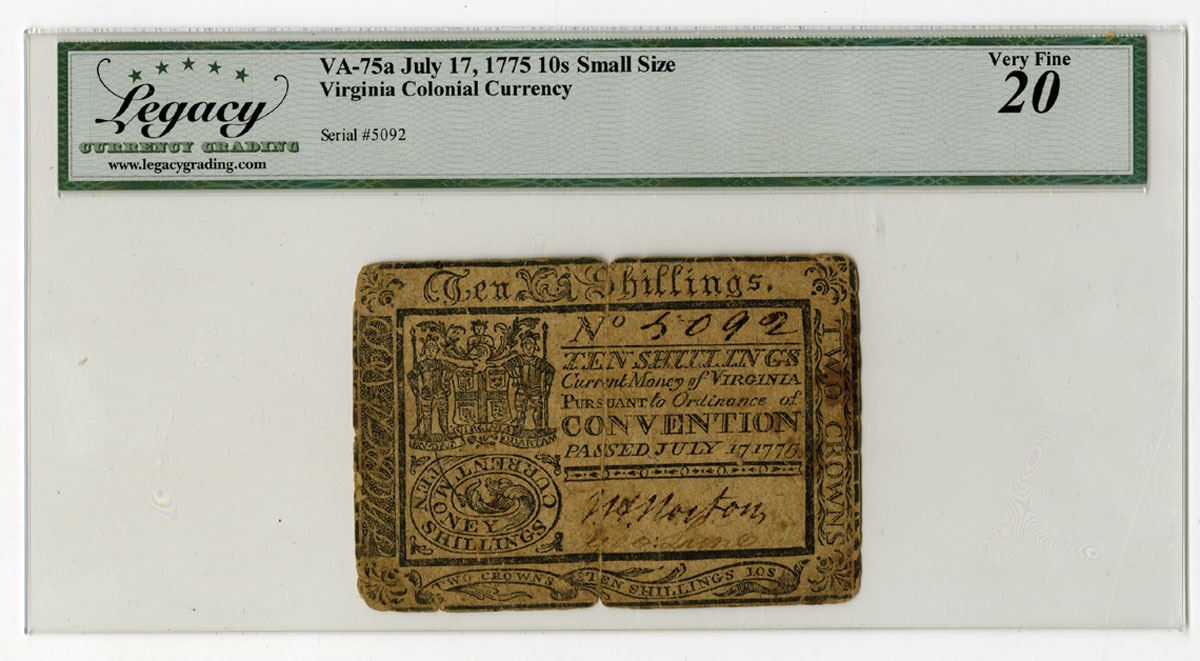 Legacy
CURRENCY GRADING
www.legacygrading.com
VA-75a July 17, 1775 10s Small Size
Virginia Colonial Currency
Serial #5092
Very Fine
20
Ten Shillings.
No 5092
TEN SHILLINGS
Current Money of VIRGINIA
PURSUANT to Ordinance of
CONVENTION
PASSED JULY 17 1775
VIRGINIA
QUARTAM
CURRENT MONEY
TEN SHILLINGS
TWO CROWNS
TWO CROWNS
TEN SHILLINGS 10S